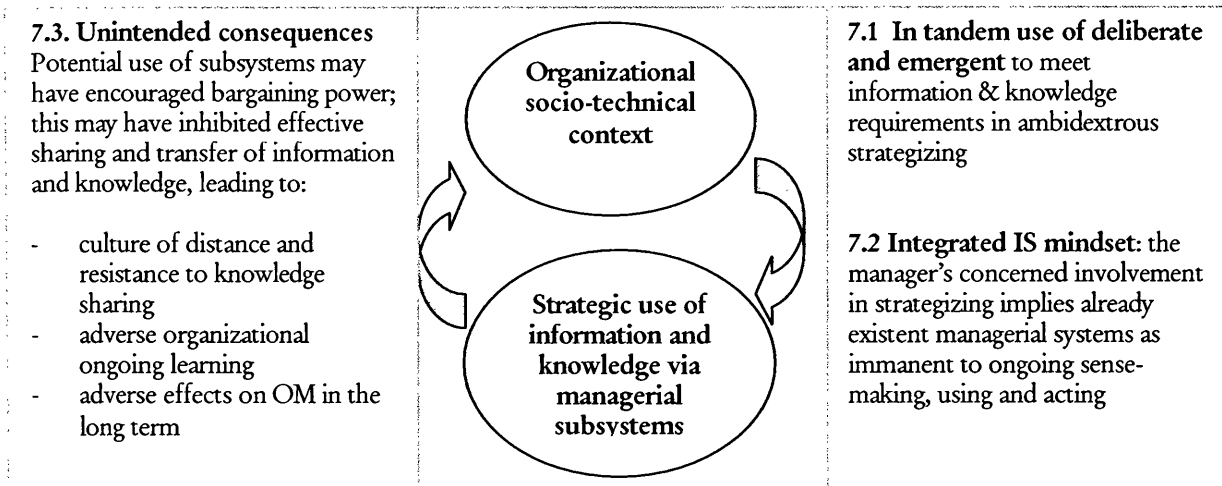 7.3. Unintended consequences
Potential use of subsystems may
have encouraged bargaining power;
this may have inhibited effective
sharing and transfer of information
and knowledge, leading to:
- culture of distance and
resistance to knowledge
sharing
- adverse organizational
ongoing learning
- adverse effects on OM in the
long term
Organizational
socio-technical
context
Strategic use of
information and
knowledge via
managerial
subsystems
7.1 In tandem use of deliberate
and emergent to meet
information & knowledge
requirements in ambidextrous
strategizing
7.2 Integrated IS mindset: the
manager's concerned involvement
in strategizing implies already
existent managerial systems as
immanent to ongoing sense-
making, using and acting